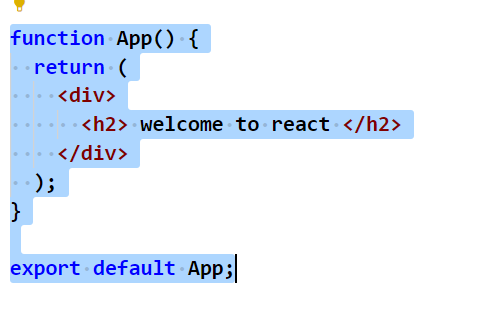 function App() {
  return (
    <div>
      <h2> welcome to react </h2>
    </div>
  );
}

export default App;